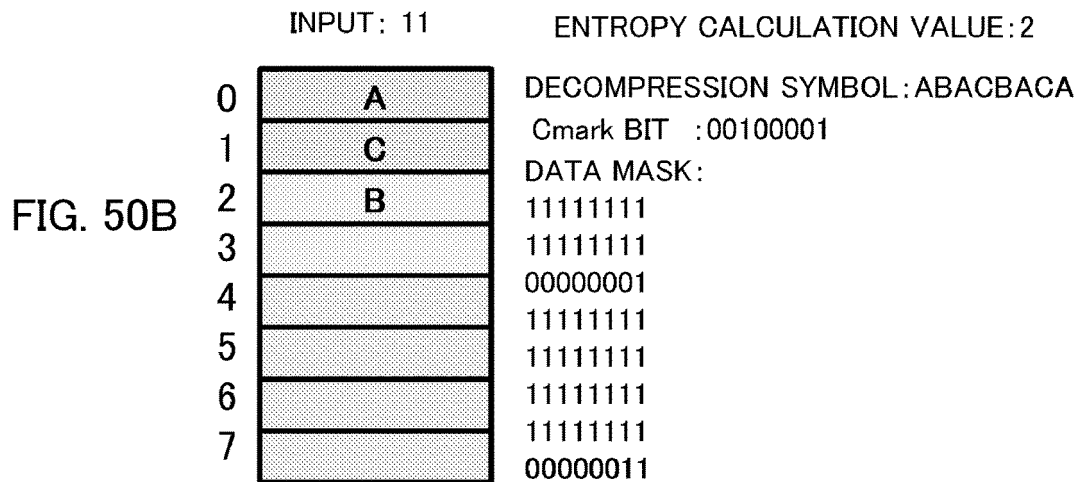 INPUT: 11
ENTROPY CALCULATION VALUE:2
FIG. 50B
0 A
1 C
2 B
3
4
5
6
7
DECOMPRESSION SYMBOL:ABACBACA
Cmark BIT :00100001
DATA MASK:
11111111
11111111
00000001
11111111
11111111
11111111
11111111
00000011